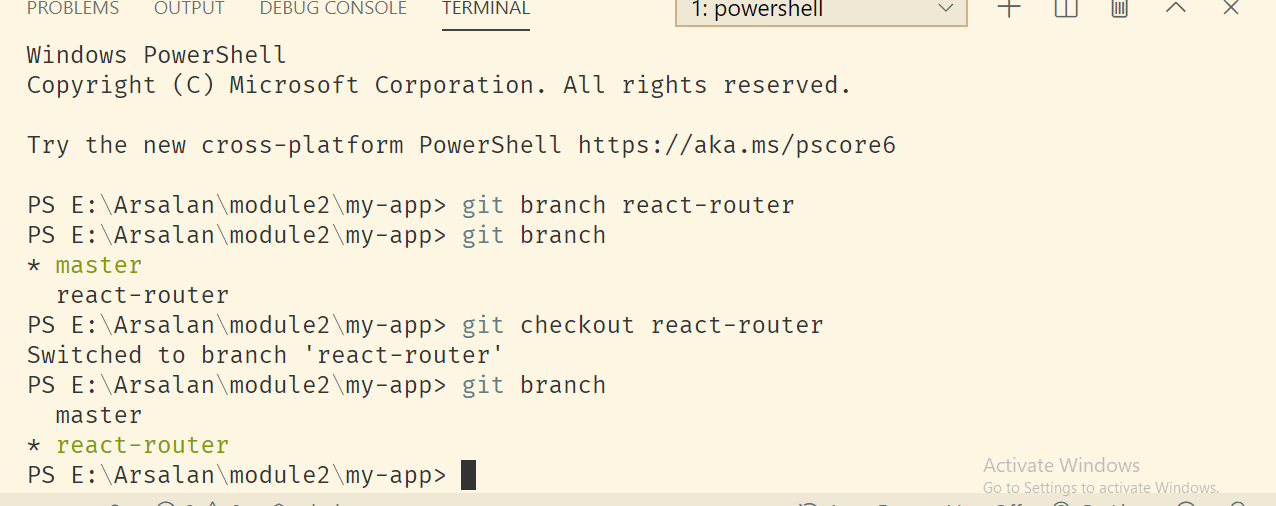 PROBLEMS OUTPUT DEBUG CONSOLE TERMINAL 1: powershell
Windows PowerShell
Copyright (C) Microsoft Corporation. All rights reserved.
Try the new cross-platform PowerShell https://aka.ms/pscore6
PS E:\Arsalan\module2\my-app> git branch react-router
PS E:\Arsalan\module2\my-app> git branch
* master
react-router
PS E:\Arsalan\module2\my-app> git checkout react-router
Switched to branch 'react-router'
PS E:\Arsalan\module2\my-app> git branch
master
* react-router
PS E:\Arsalan\module2\my-app>
Activate Windows
Go to Settings to activate Windows.